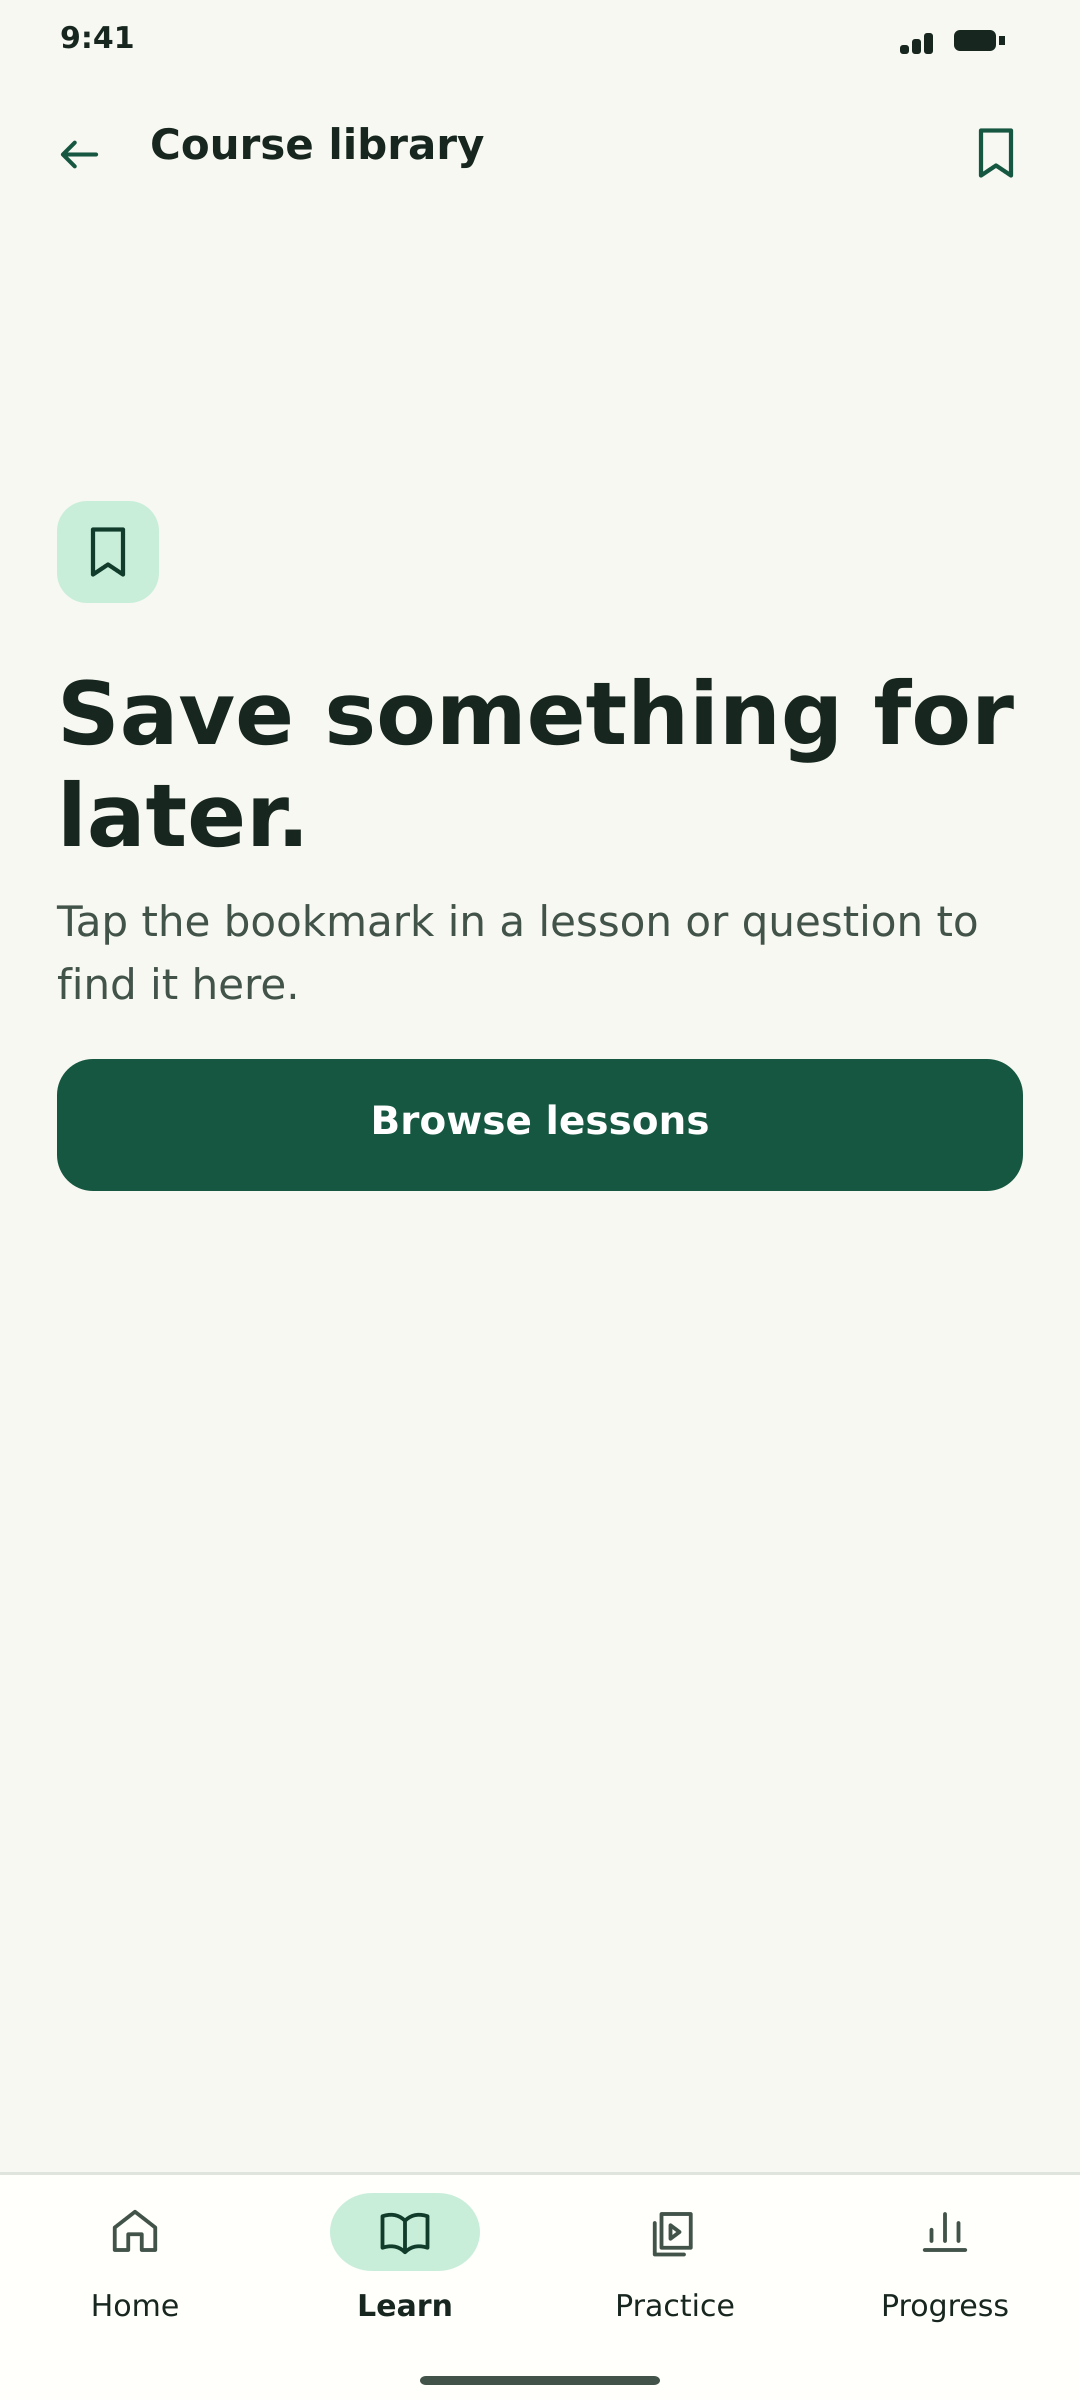 9:41
Course library
Save something for
later.
Tap the bookmark in a lesson or question to
find it here.
Browse lessons
Home
Learn
Practice
Progress